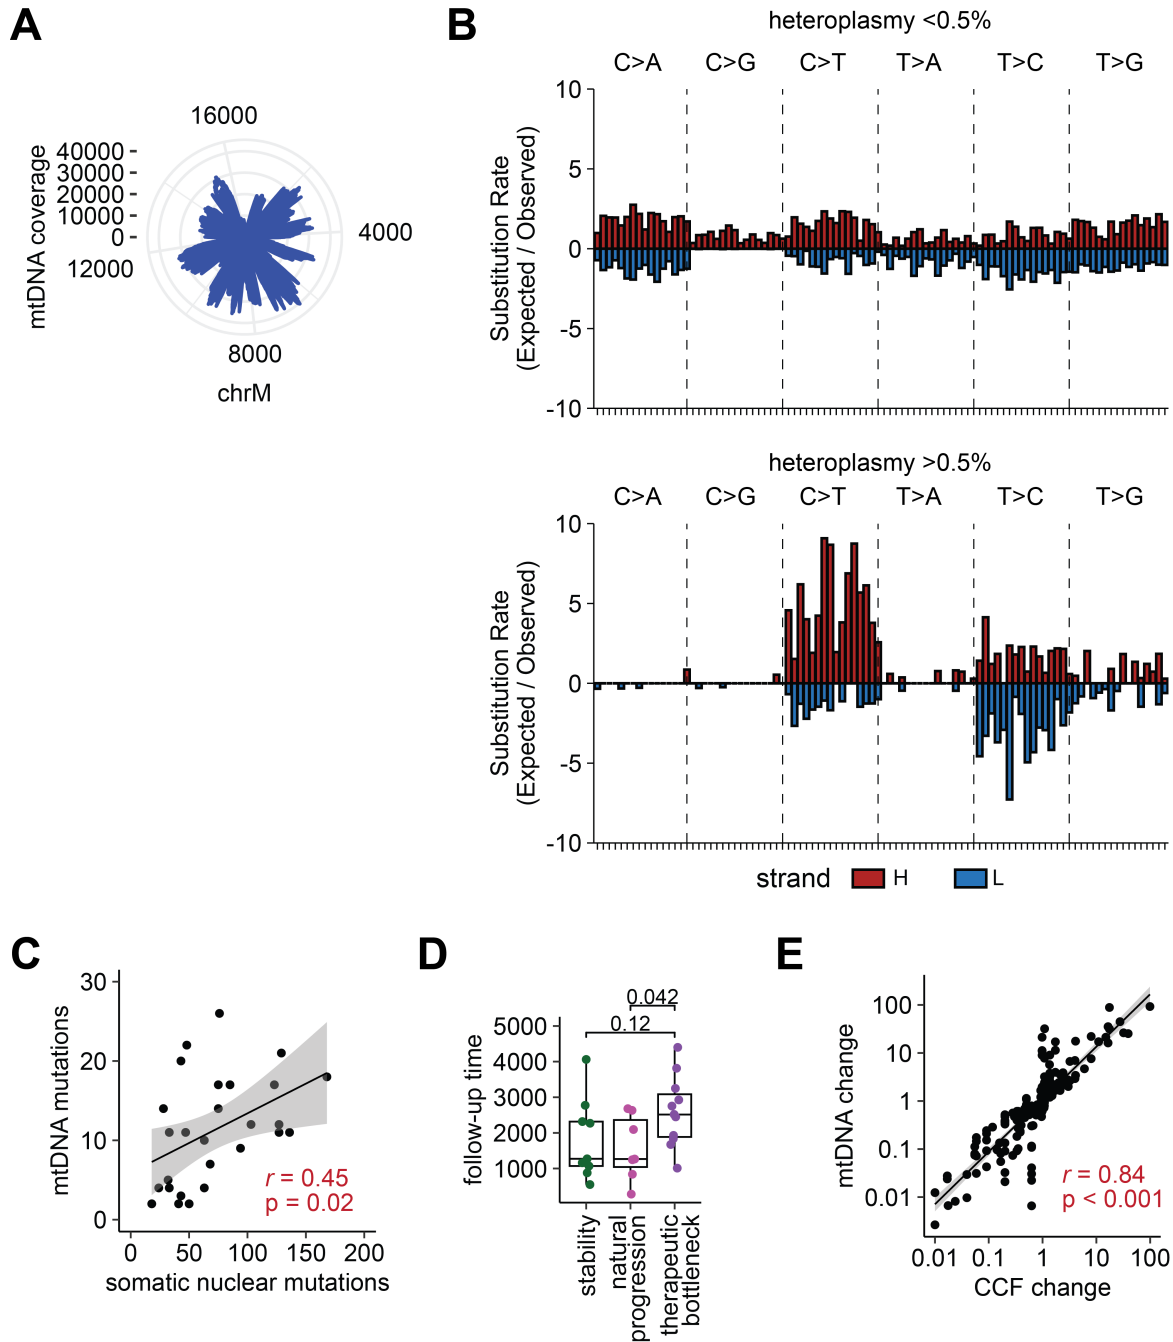 A
16000
mtDNA coverage
40000
30000
20000
10000
0
4000
12000
8000
chrM
B
heteroplasmy <0.5%
C>A C>G C>T T>A T>C T>G
Substitution Rate
(Expected / Observed)
10
5
0
-5
-10
heteroplasmy >0.5%
C>A C>G C>T T>A T>C T>G
Substitution Rate
(Expected / Observed)
10
5
0
-5
-10
strand H L
C
mtDNA mutations
30
20
10
0
r = 0.45
p = 0.02
0 50 100 150 200
somatic nuclear mutations
D
follow-up time
0.042
0.12
5000
4000
3000
2000
1000
stability
natural
progression
therapeutic
bottleneck
E
mtDNA change
100
10
1
0.1
0.01
r = 0.84
p < 0.001
0.01 0.1 1 10 100
CCF change